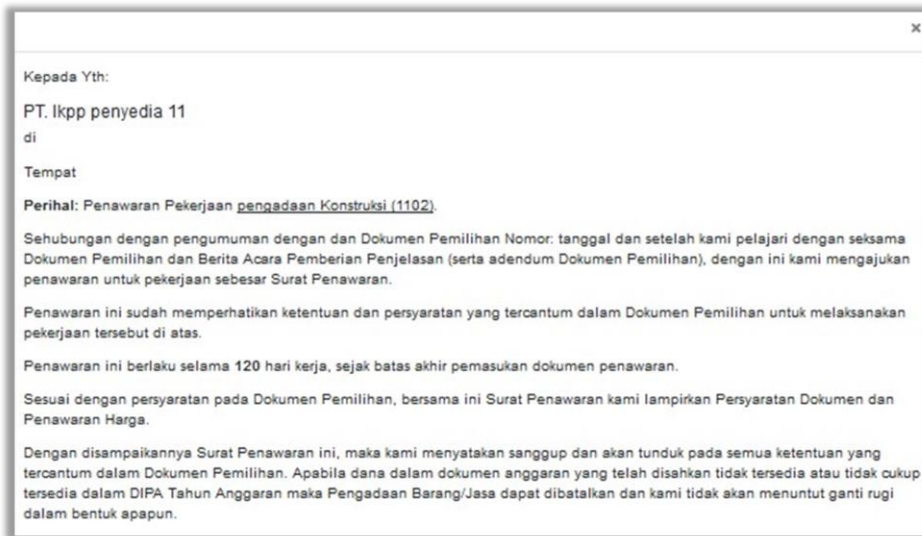 ×
Kepada Yth:
PT. lkpp penyedia 11
di
Tempat
Perihal: Penawaran Pekerjaan pengadaan Konstruksi (1102).
Sehubungan dengan pengumuman dengan dan Dokumen Pemilihan Nomor: tanggal dan setelah kami pelajari dengan seksama
Dokumen Pemilihan dan Berita Acara Pemberian Penjelasan (serta adendum Dokumen Pemilihan), dengan ini kami mengajukan
penawaran untuk pekerjaan sebesar Surat Penawaran.
Penawaran ini sudah memperhatikan ketentuan dan persyaratan yang tercantum dalam Dokumen Pemilihan untuk melaksanakan
pekerjaan tersebut di atas.
Penawaran ini berlaku selama 120 hari kerja, sejak batas akhir pemasukan dokumen penawaran.
Sesuai dengan persyaratan pada Dokumen Pemilihan, bersama ini Surat Penawaran kami lampirkan Persyaratan Dokumen dan
Penawaran Harga.
Dengan disampaikannya Surat Penawaran ini, maka kami menyatakan sanggup dan akan tunduk pada semua ketentuan yang
tercantum dalam Dokumen Pemilihan. Apabila dana dalam dokumen anggaran yang telah disahkan tidak tersedia atau tidak cukup
tersedia dalam DIPA Tahun Anggaran maka Pengadaan Barang/Jasa dapat dibatalkan dan kami tidak akan menuntut ganti rugi
dalam bentuk apapun.